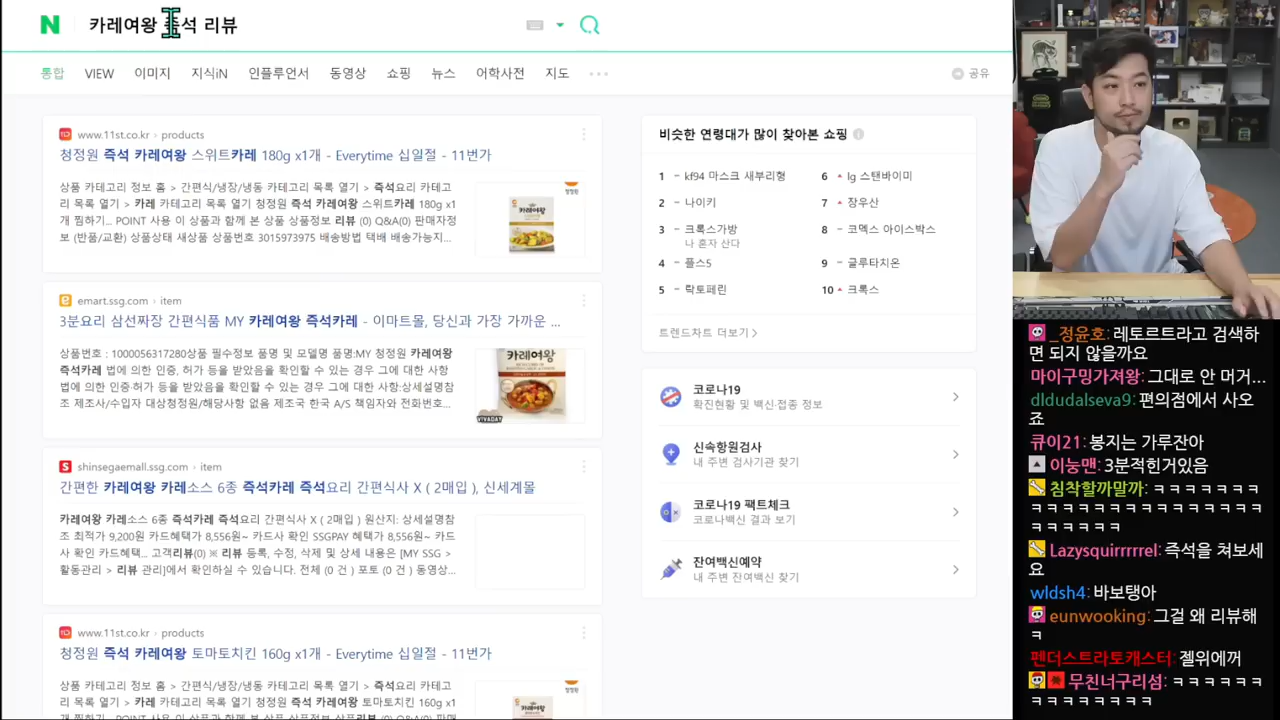 N 카레여왕 즉석 리뷰
통합 VIEW 이미지 지식iN 인플루언서 동영상 쇼핑 뉴스 어학사전 지도
공유
www.11st.co.kr › products
청정원 즉석 카레여왕 스위트카레 180g x1개 - Everytime 십일절 - 11번가
상품 카테고리 정보 홈 > 간편식/냉장/냉동 카테고리 목록 열기 > 즉석요리 카테고
리 목록 열기 > 카레 카테고리 목록 열기 청정원 즉석 카레여왕 스위트카레 180g x1
개 찜하기... POINT 사용 이 상품과 함께 본 상품 상품정보 리뷰 (0) Q&A(0) 판매자정
보 (반품/교환) 상품상태 새상품 상품번호 3015973975 배송방법 택배 배송가능지...
emart.ssg.com › item
3분요리 삼선짜장 간편식품 MY 카레여왕 즉석카레 - 이마트몰, 당신과 가장 가까운 ...
상품번호 : 1000056317280상품 필수정보 품명 및 모델명 품명:MY 청정원 카레여왕
즉석카레 법에 의한 인증, 허가 등을 받았음을 확인할 수 있는 경우 그에 대한 사항
법에 의한 인증·허가 등을 받았음을 확인할 수 있는 경우 그에 대한 사항:상세설명참
조 제조사/수입자 대상청정원/해당사항 없음 제조국 한국 A/S 책임자와 전화번호...
카레여왕
VIVADAY
shinsegaemall.ssg.com › item
간편한 카레여왕 카레소스 6종 즉석카레 즉석요리 간편식사 X ( 2매입 ), 신세계몰
카레여왕 카레소스 6종 즉석카레 즉석요리 간편식사 X ( 2매입 ) 원산지: 상세설명참
조 최적가 9,200원 카드혜택가 8,556원~ 카드사 확인 SSGPAY 혜택가 8,556원~ 카드
사 확인 카드혜택... 고객리뷰(0) ※ 리뷰 등록, 수정, 삭제 및 상세 내용은 [MY SSG >
활동관리 > 리뷰 관리]에서 확인하실 수 있습니다. 전체 (0 건 ) 포토 (0 건 ) 동영상...
www.11st.co.kr › products
청정원 즉석 카레여왕 토마토치킨 160g x1개 - Everytime 십일절 - 11번가
상품 카테고리 정보 홈 > 간편식/냉장/냉동 카테고리 목록 열기 > 즉석요리 카테고
리 목록 열기 > 카레 카테고리 목록 열기 청정원 즉석 카레여왕 토마토치킨 160g x1
비슷한 연령대가 많이 찾아본 쇼핑
1 kf94 마스크 새부리형
2 나이키
3 크록스가방
나 혼자 산다
4 플스5
5 락토페린
6 lg 스탠바이미
7 장우산
8 코멕스 아이스박스
9 글루타치온
10 크록스
트렌드차트 더보기 >
코로나19
확진현황 및 백신·접종 정보
신속항원검사
내 주변 검사기관 찾기
코로나19 팩트체크
코로나백신 결과 보기
잔여백신예약
내 주변 잔여백신 찾기
_정윤호: 레토르트라고 검색하
면 되지 않을까요
마이구밍가져왕: 그대로 안 머거...
dldudalseva9: 편의점에서 사오
죠
큐이21: 봉지는 가루잔아
이눙맨: 3분적힌거있음
침착할까말까: ㅋㅋㅋㅋㅋㅋㅋ
ㅋㅋㅋㅋㅋㅋㅋㅋㅋㅋㅋㅋㅋㅋㅋ
ㅋㅋㅋㅋㅋㅋ
Lazysquirrrrrel: 즉석을 쳐보세
요
wldsh4: 바보탱아
eunwooking: 그걸 왜 리뷰해
ㅋ
펜더스트라토캐스터: 젤위에꺼
무친너구리섬: ㅋㅋㅋㅋㅋㅋ
ㅋㅋㅋㅋㅋㅋㅋㅋ